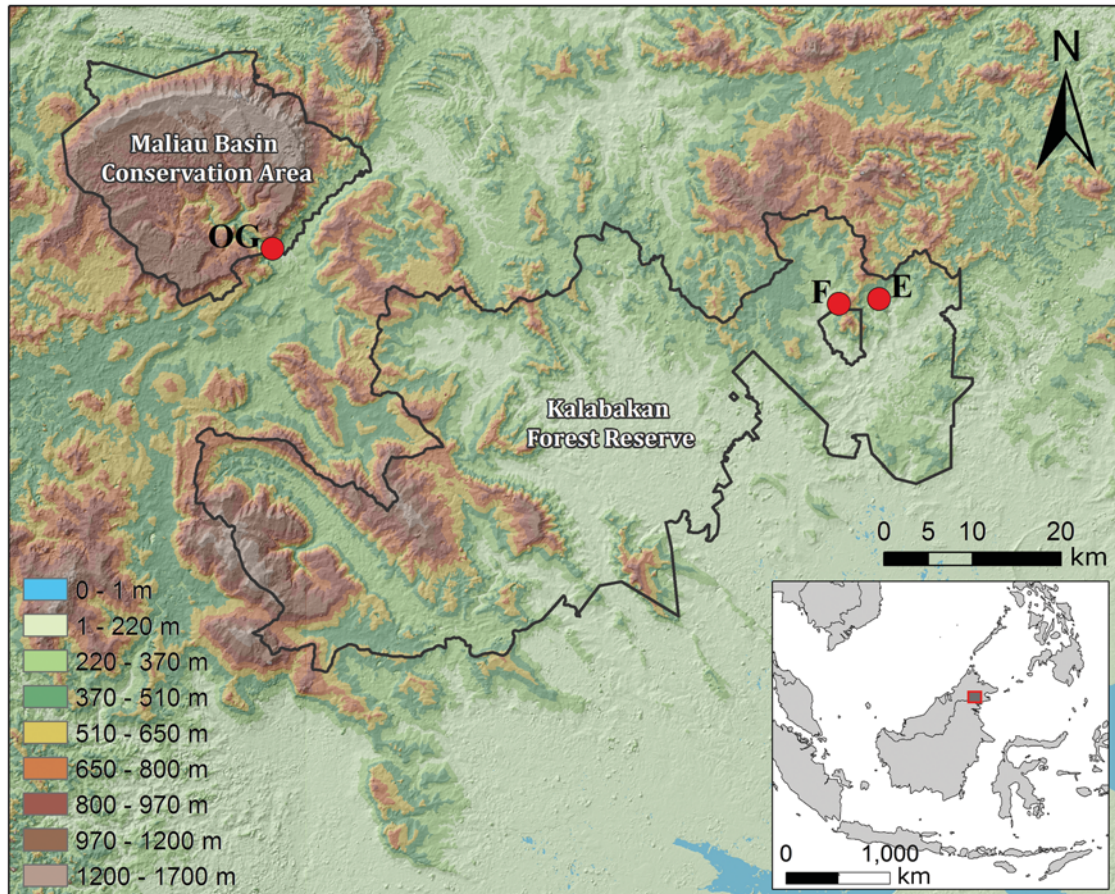 N
Maliau Basin
Conservation Area
OG
F
E
Kalabakan
Forest Reserve
0 5 10 20
km
0 - 1 m
1 - 220 m
220 - 370 m
370 - 510 m
510 - 650 m
650 - 800 m
800 - 970 m
970 - 1200 m
1200 - 1700 m
0 1,000
km